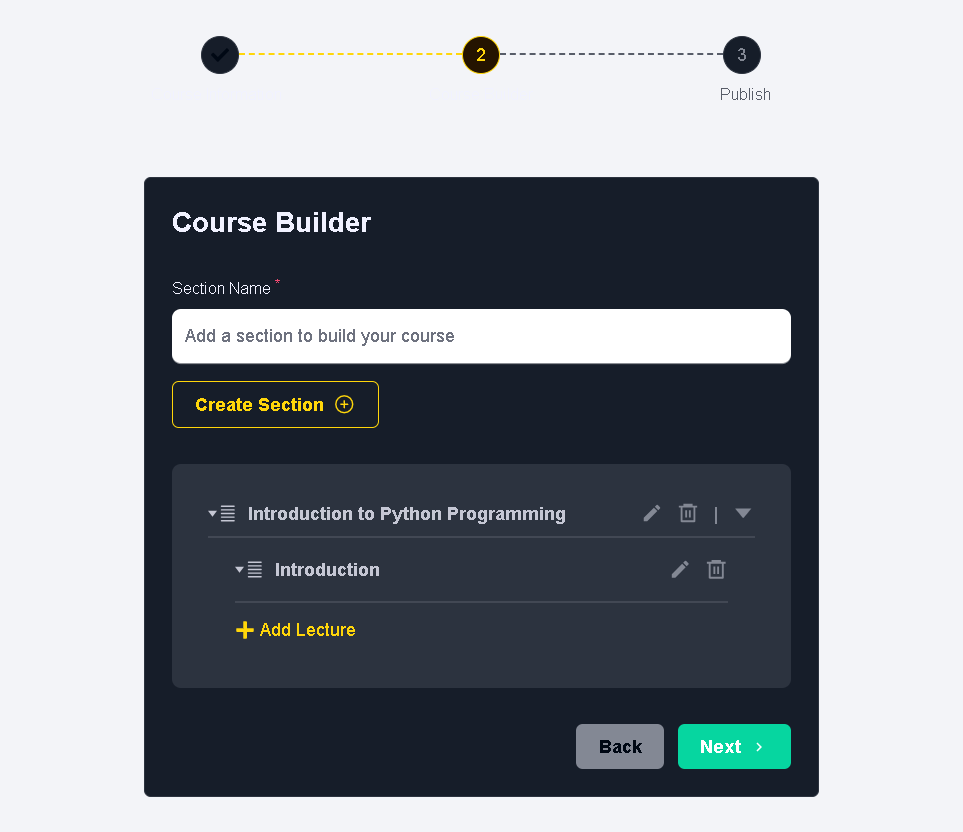 2
3
Publish
Course Builder
Section Name *
Add a section to build your course
Create Section
Introduction to Python Programming |
Introduction
Add Lecture
Back
Next